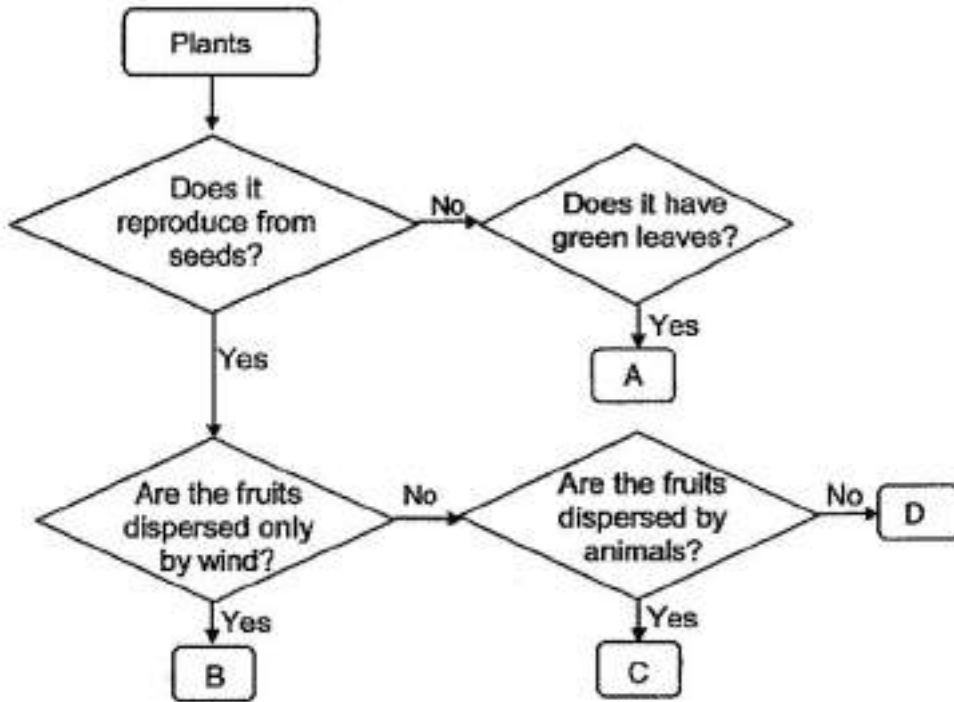 Plants
Does it
reproduce from
seeds?
No
Does it have
green leaves?
Yes
A
Yes
Are the fruits
dispersed only
by wind?
No
Are the fruits
dispersed by
animals?
No
D
Yes
B
Yes
C